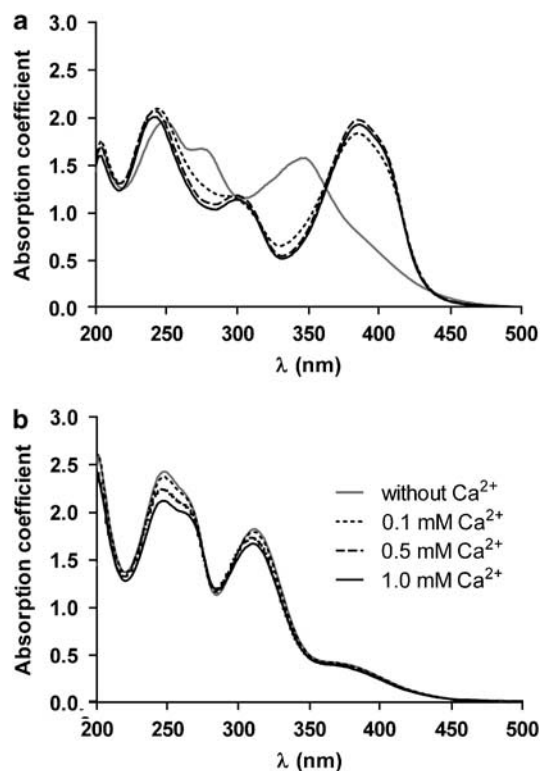 a
3.0
2.5
2.0
1.5
1.0
0.5
0.0
Absorption coefficient
200 250 300 350 400 450 500
λ (nm)
b
3.0
2.5
2.0
1.5
1.0
0.5
0.0
Absorption coefficient
without Ca²⁺
0.1 mM Ca²⁺
0.5 mM Ca²⁺
1.0 mM Ca²⁺
200 250 300 350 400 450 500
λ (nm)